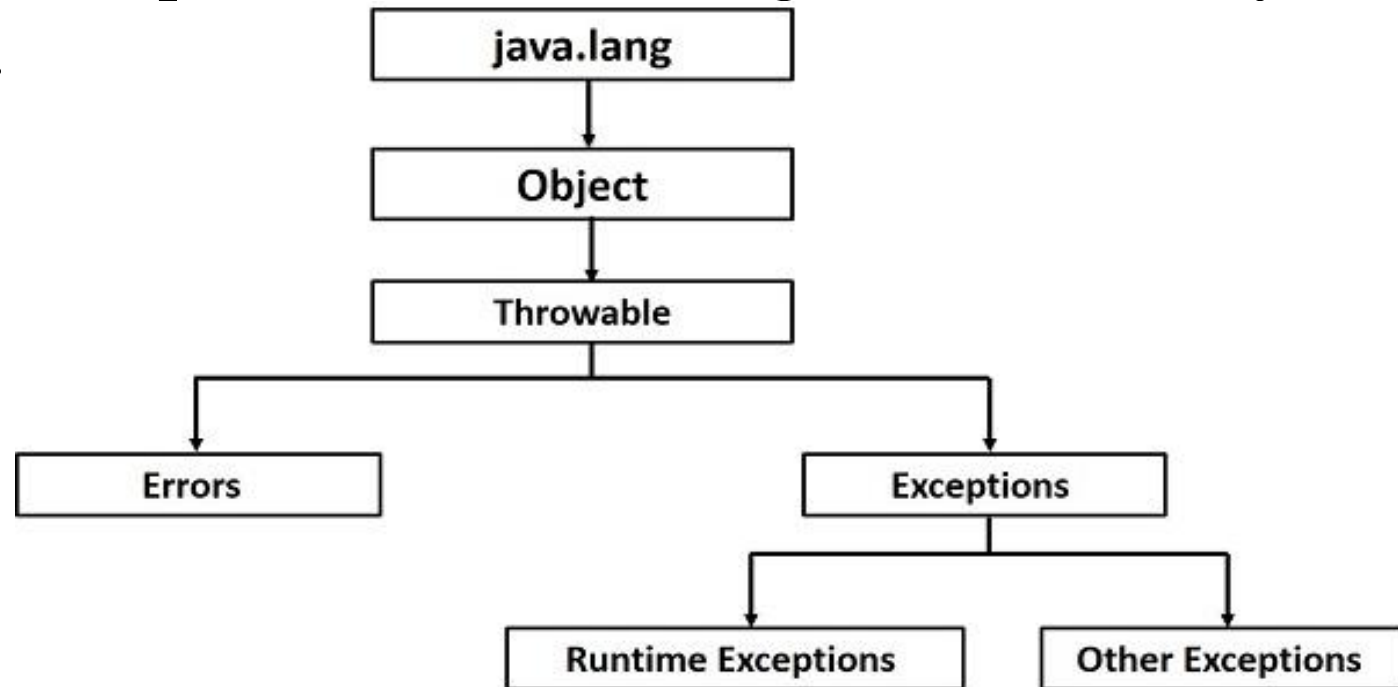 java.lang
Object
Throwable
Errors
Exceptions
Runtime Exceptions
Other Exceptions